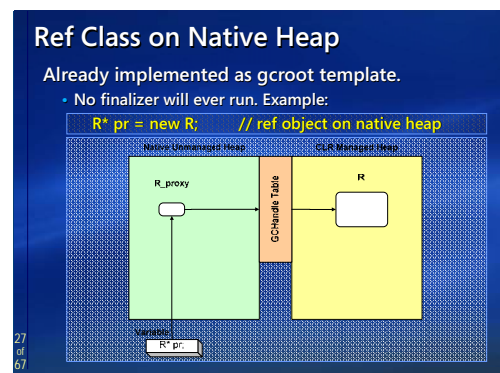 Ref Class on Native Heap
Already implemented as gcroot template.
• No finalizer will ever run. Example:
R* pr = new R; // ref object on native heap
Native Unmanaged Heap
CLR Managed Heap
R_proxy
GCHandle Table
R
Variable
R* pr;
27
of
67